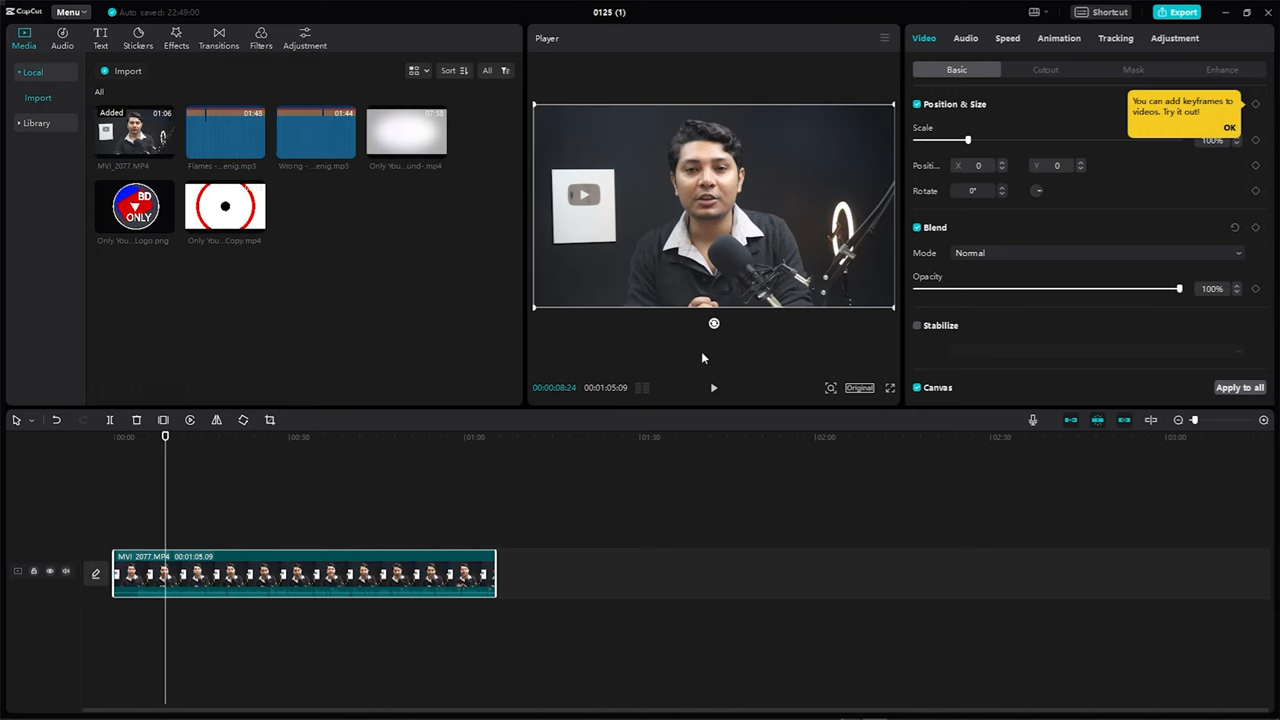 CapCut
Menu
Auto saved: 22:49:00
0125 (1)
Shortcut
Export
Media
Audio
Text
Stickers
Effects
Transitions
Filters
Adjustment
Local
Import
Library
Import
Sort
All
All
Added
01:06
MVI_2077.MP4
01:48
Flames - ...enig.mp3
01:44
Wrong - ...enig.mp3
07:58
Only You...und-.mp4
BD
ONLY
Only You...Logo.png
Only You...Copy.mp4
Player
00:00:08:24
00:01:05:09
Original
Video
Audio
Speed
Animation
Tracking
Adjustment
Basic
Cutout
Mask
Enhance
Position & Size
You can add keyframes to
videos. Try it out!
OK
Scale
100%
Positi...
X 0
Y 0
Rotate
0°
Blend
Mode
Normal
Opacity
100%
Stabilize
Canvas
Apply to all
00:00
00:30
01:00
01:30
02:00
02:30
03:00
MVI_2077.MP4 00:01:05:09